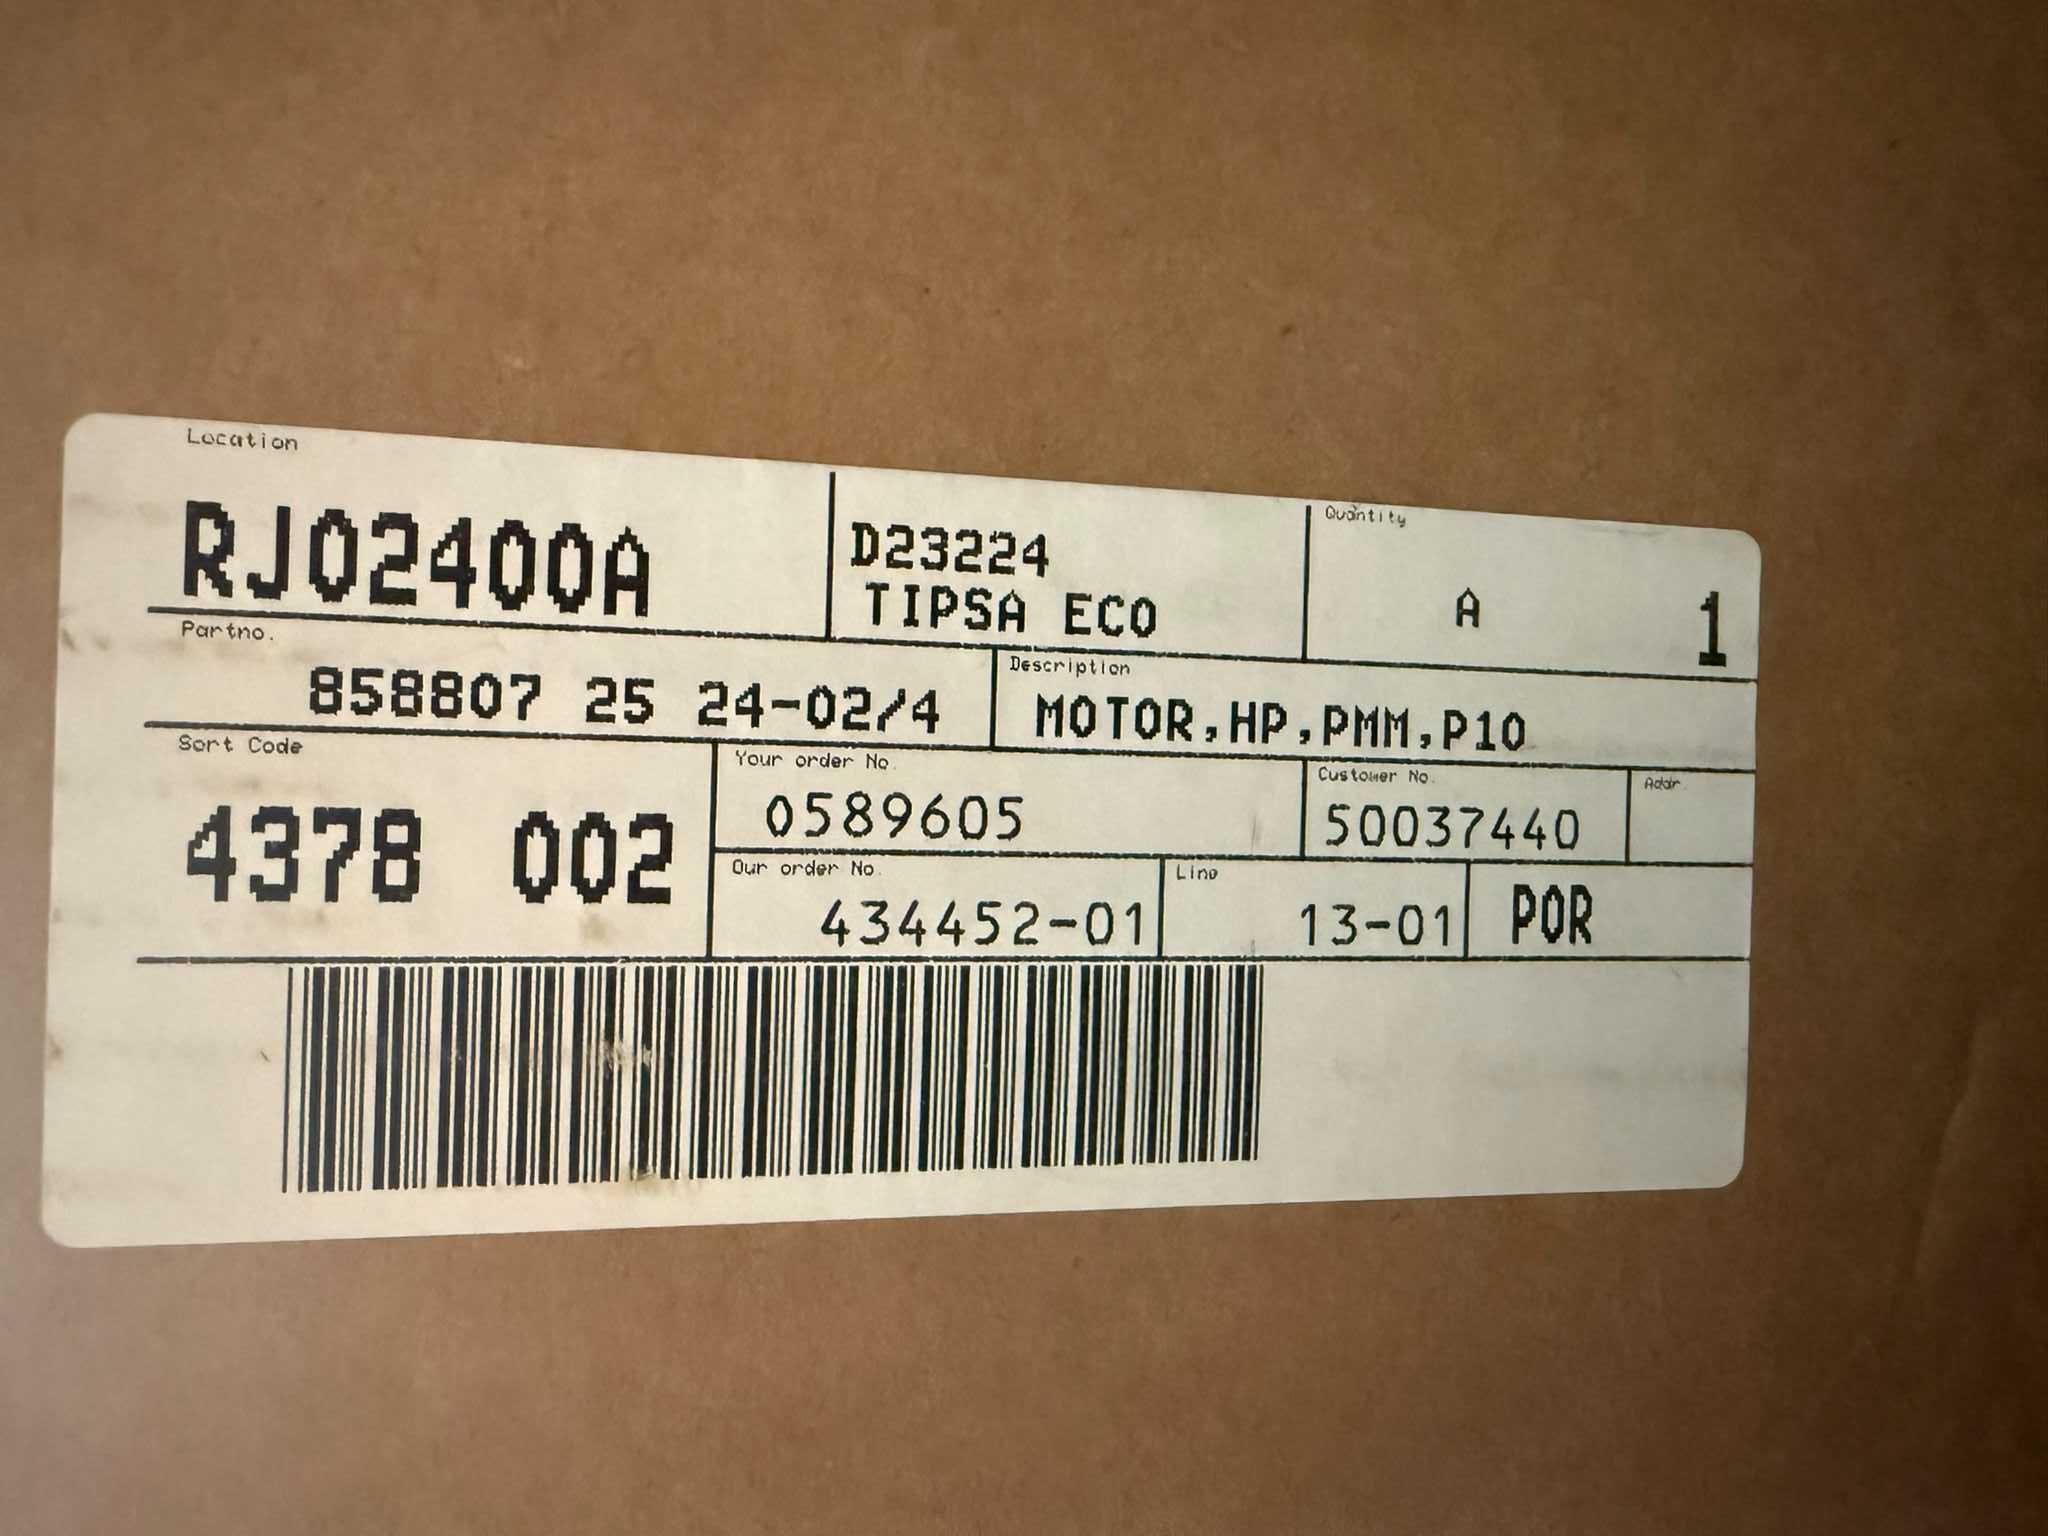 Location
RJ02400A
D23224
TIPSA ECO
Quantity
A 1
Partno.
858807 25 24-02/4
Description
MOTOR,HP,PMM,P10
Sort Code
4378 002
Your order No.
0589605
Customer No.
50037440
Addr.
Our order No.
434452-01
Line
13-01
POR